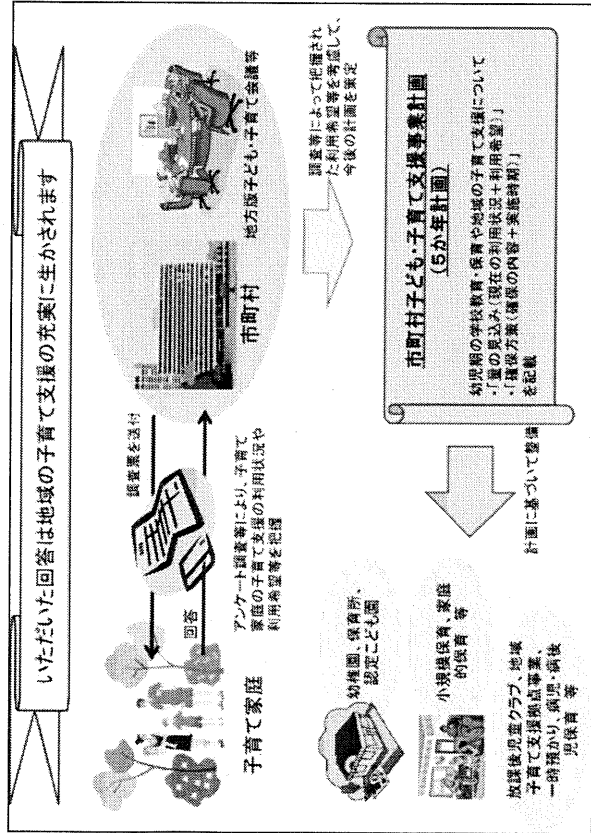 いただいた回答は地域の子育て支援の充実に生かされます
子育て家庭
調査票を送付
回答
アンケート調査等により、子育て
家庭の子育て支援の利用状況や
利用希望等を把握
市町村
地方版子ども・子育て会議等
調査等によって把握され
た利用希望等を考慮して、
今後の計画を策定
市町村子ども・子育て支援事業計画
(5か年計画)
幼児期の学校教育・保育や地域の子育て支援について
・「量の見込み(現在の利用状況+利用希望)」
・「確保方策(確保の内容+実施時期)」
を記載
計画に基づいて整備
幼稚園、保育所、
認定こども園
小規模保育、家庭
的保育 等
放課後児童クラブ、地域
子育て支援拠点事業、
一時預かり、病児・病後
児保育 等